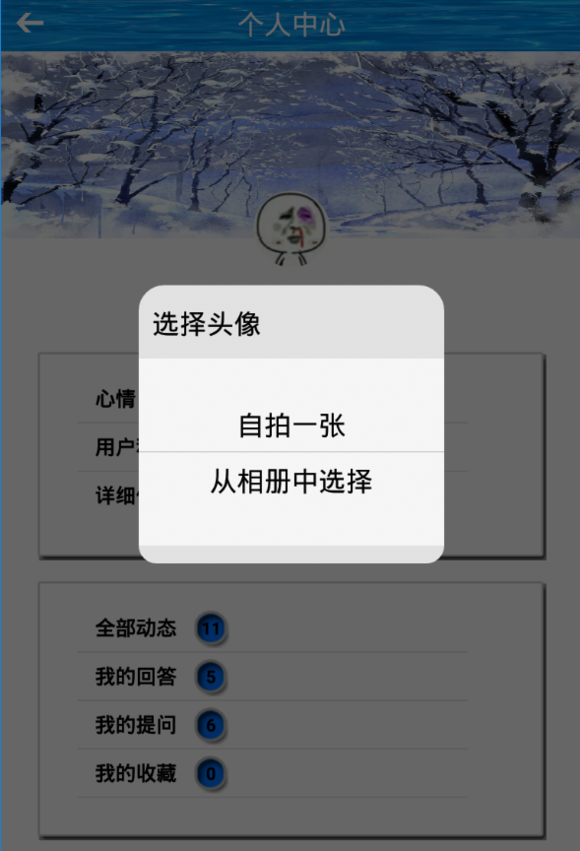 个人中心
选择头像
自拍一张
从相册中选择
心情
用户
详细
全部动态 11
我的回答 5
我的提问 6
我的收藏 0